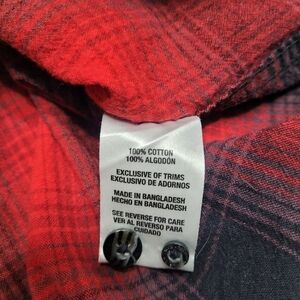 100% COTTON
100% ALGODÓN
EXCLUSIVE OF TRIMS
EXCLUSIVO DE ADORNOS
MADE IN BANGLADESH
HECHO EN BANGLADESH
SEE REVERSE FOR CARE
VER AL REVERSO PARA
CUIDADO